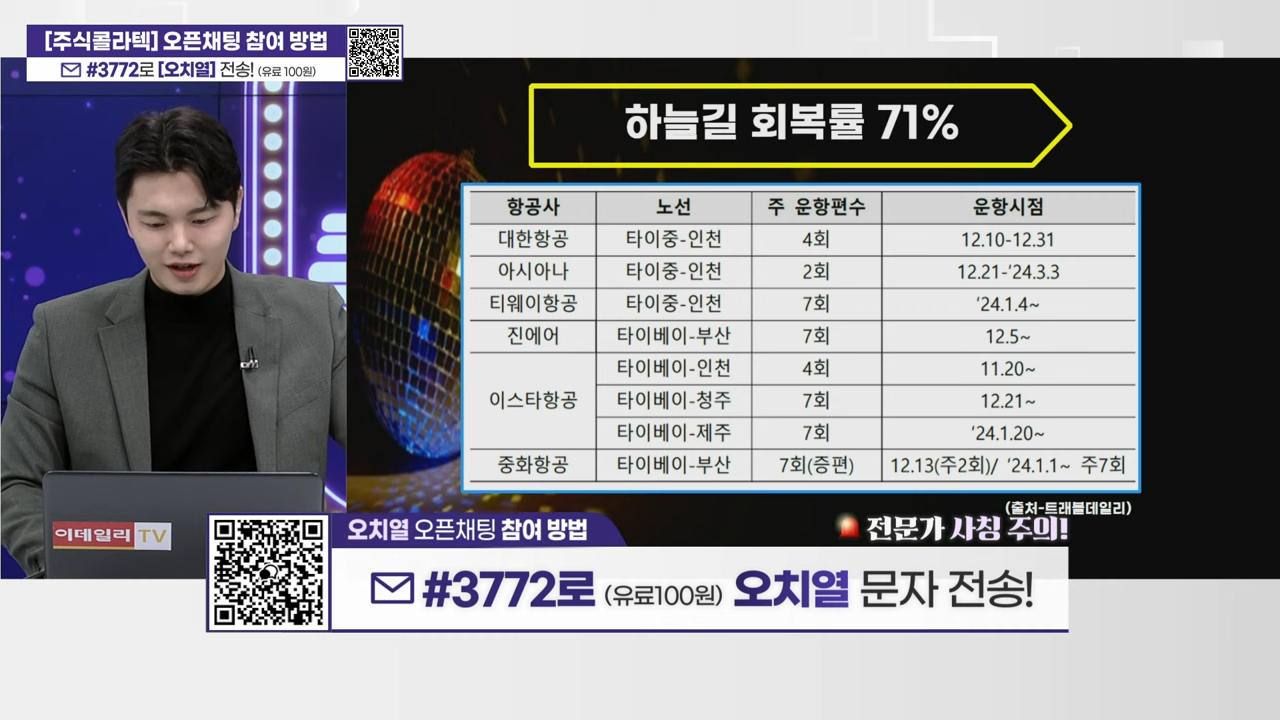 [주식콜라텍] 오픈채팅 참여 방법
#3772로 [오치열] 전송! (유료 100원)
하늘길 회복률 71%
항공사 노선 주 운항편수 운항시점
대한항공 타이중-인천 4회 12.10-12.31
아시아나 타이중-인천 2회 12.21-'24.3.3
티웨이항공 타이중-인천 7회 '24.1.4~
진에어 타이베이-부산 7회 12.5~
이스타항공 타이베이-인천 4회 11.20~
타이베이-청주 7회 12.21~
타이베이-제주 7회 '24.1.20~
중화항공 타이베이-부산 7회(증편) 12.13(주2회)/ '24.1.1~ 주7회
(출처-트래블데일리)
이데일리 TV
오치열 오픈채팅 참여 방법
전문가 사칭 주의!
#3772로 (유료100원) 오치열 문자 전송!